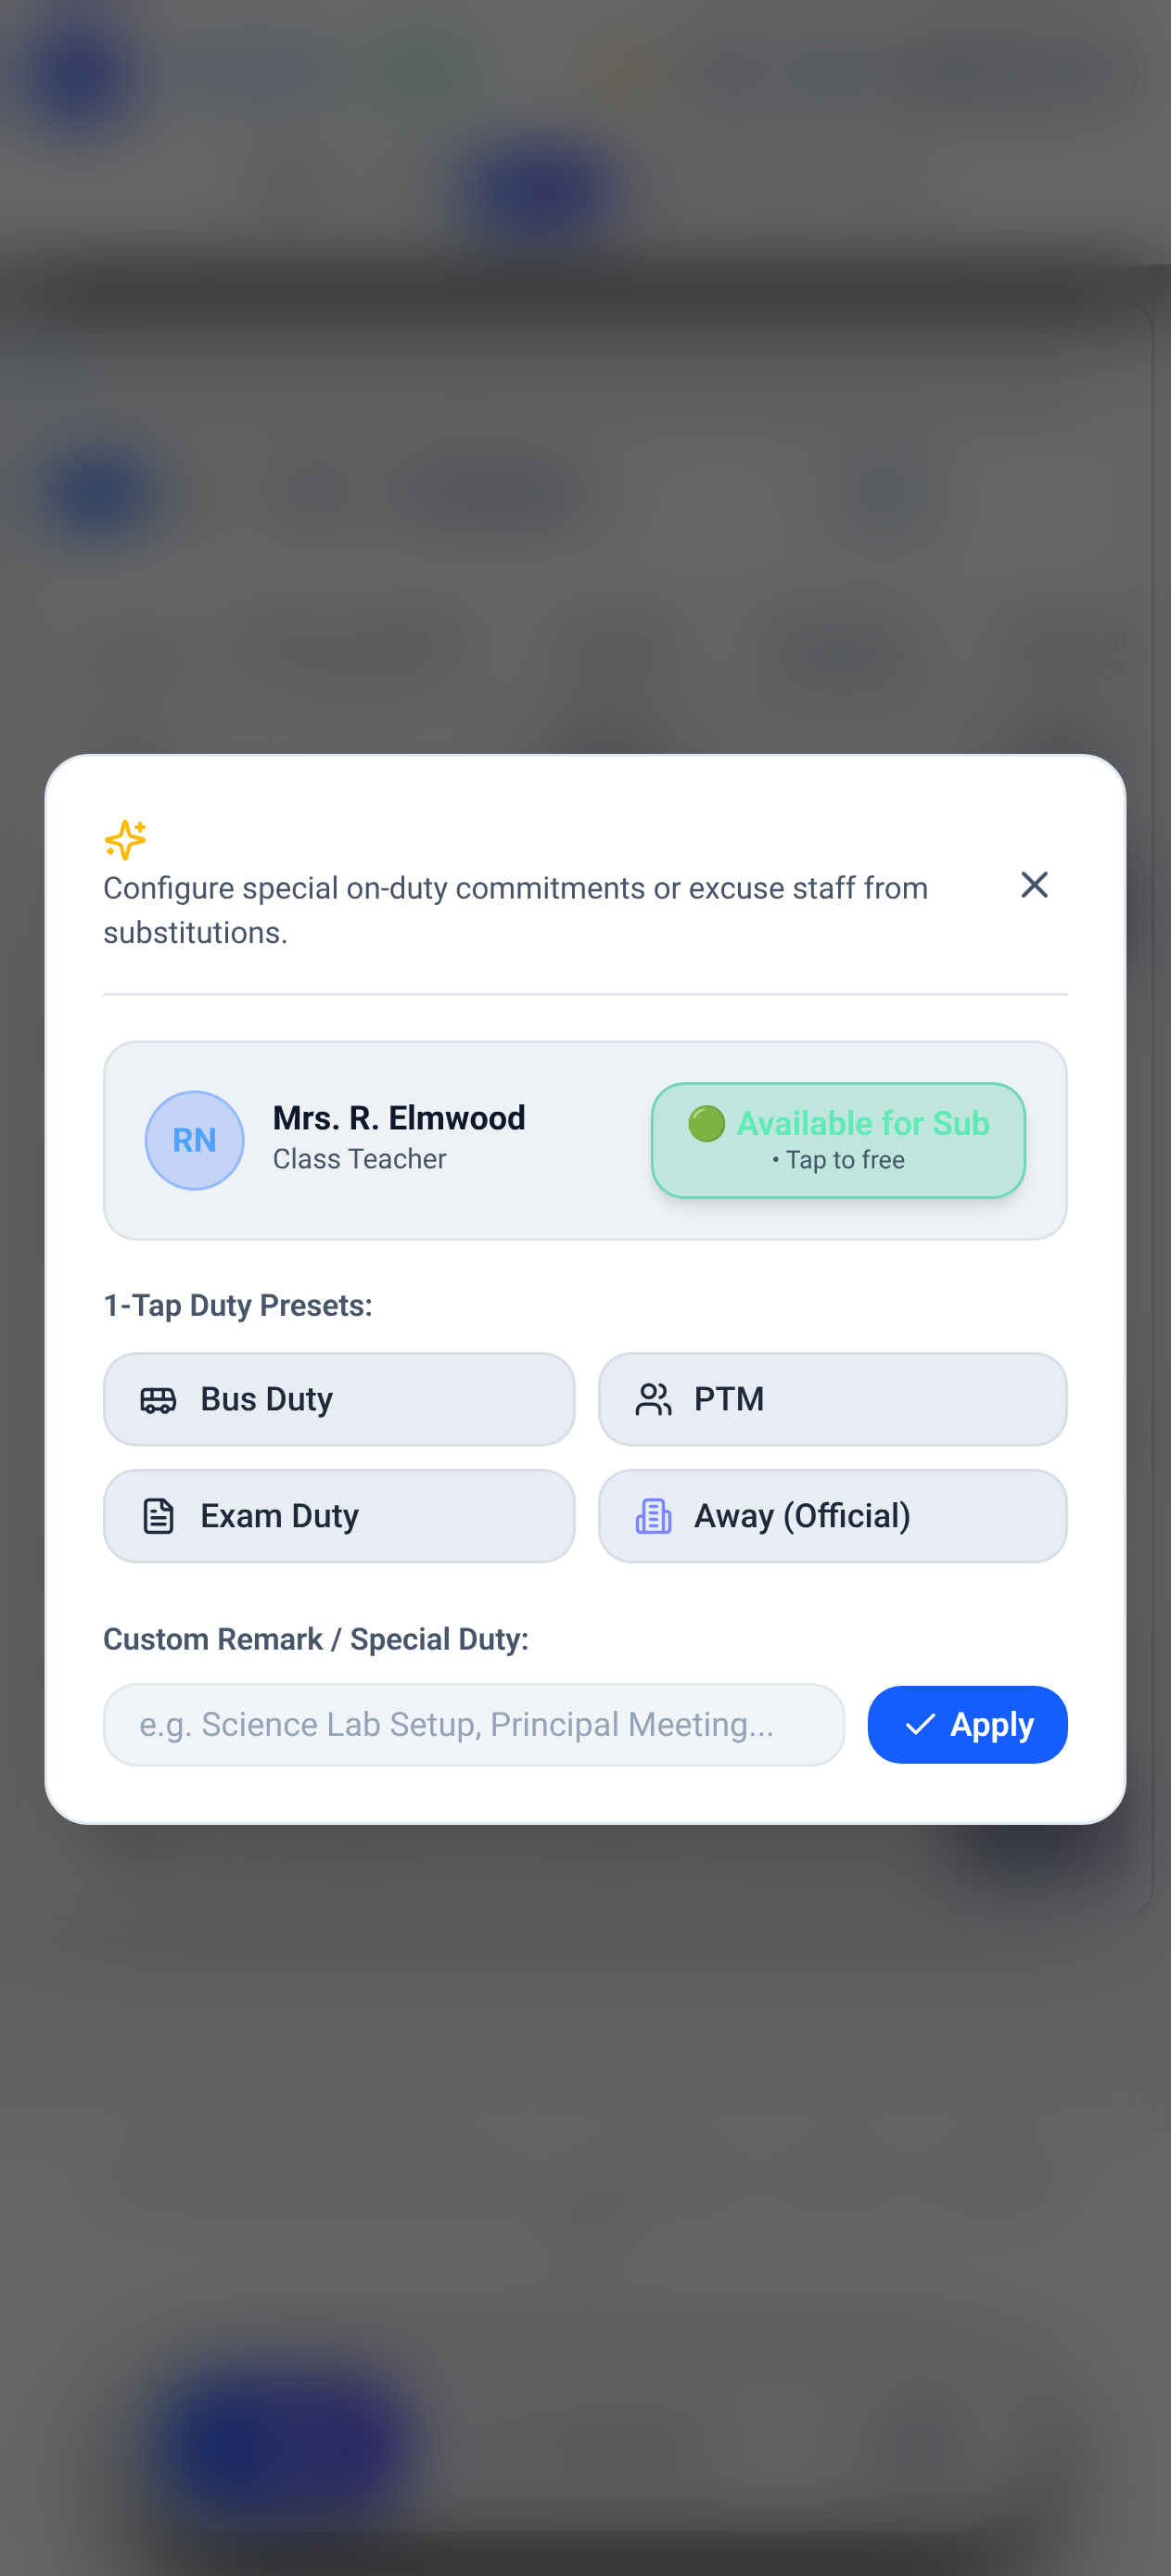 Configure special on-duty commitments or excuse staff from
substitutions.
RN
Mrs. R. Elmwood
Class Teacher
Available for Sub
• Tap to free
1-Tap Duty Presets:
Bus Duty
PTM
Exam Duty
Away (Official)
Custom Remark / Special Duty:
e.g. Science Lab Setup, Principal Meeting...
Apply